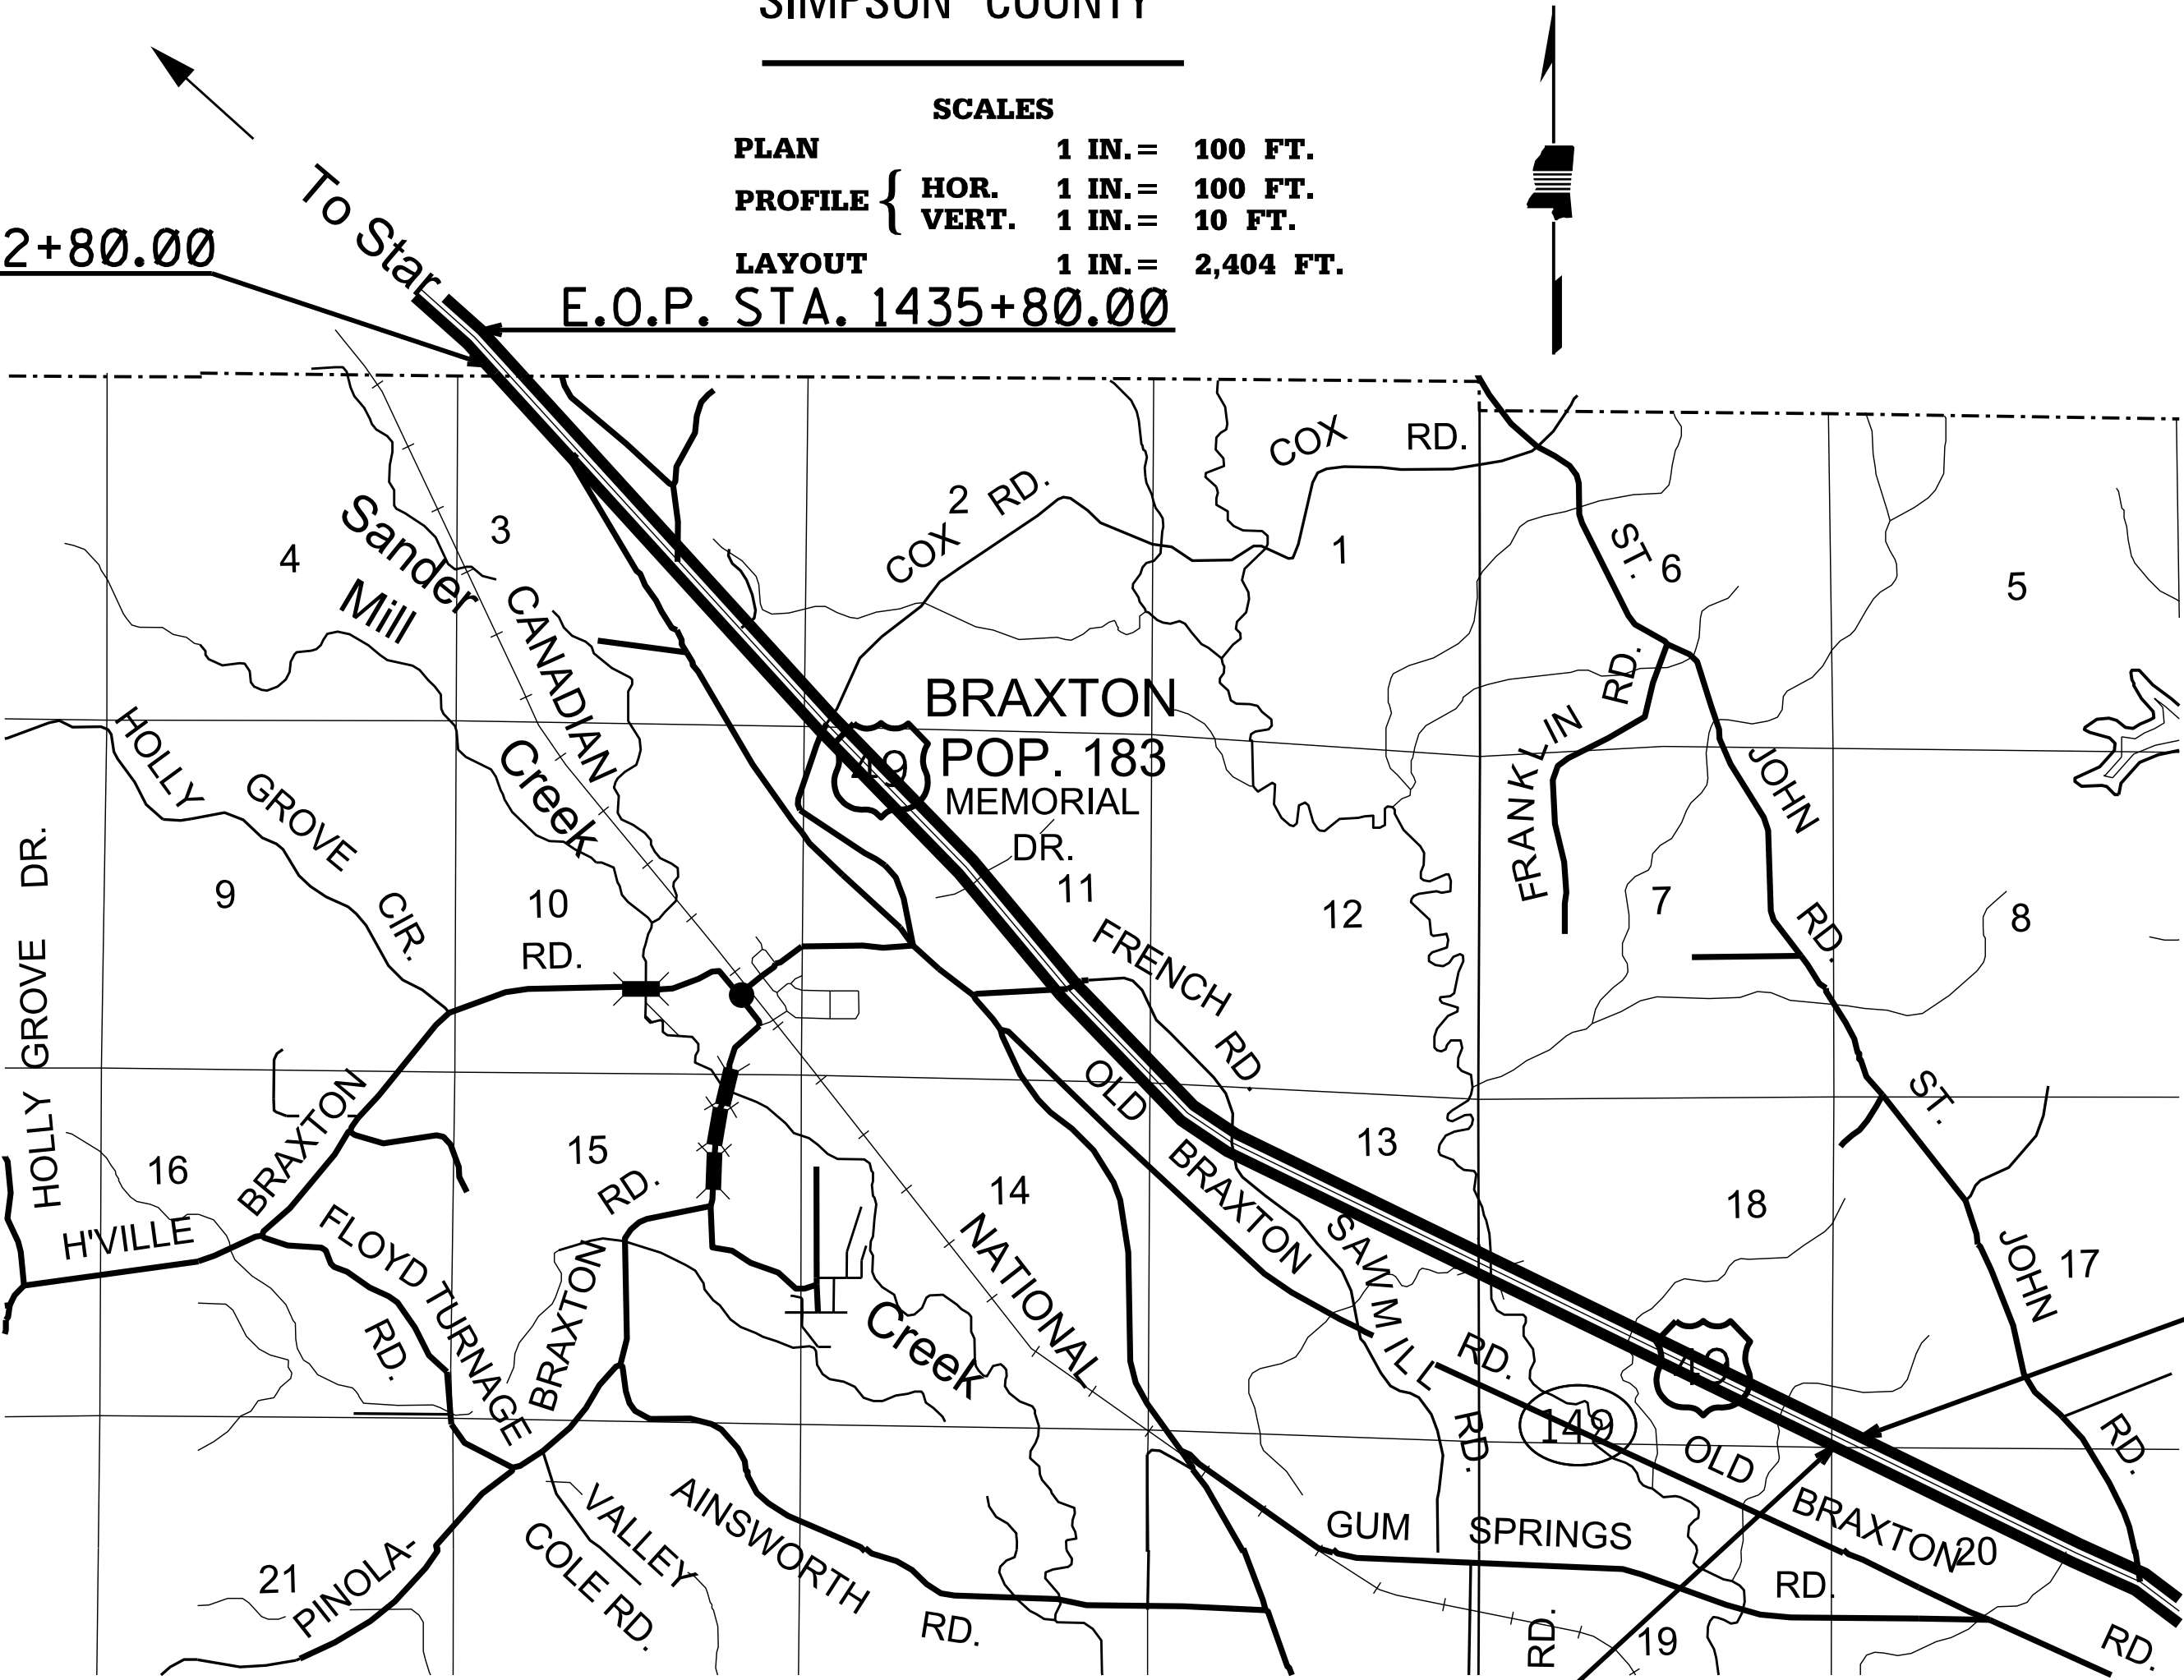 SIMPSON COUNTY
SCALES
PLAN 1 IN. = 100 FT.
PROFILE { HOR. 1 IN. = 100 FT.
VERT. 1 IN. = 10 FT.
LAYOUT 1 IN. = 2,404 FT.
To Star
2+80.00
E.O.P. STA. 1435+80.00
COX RD.
COX RD.
2
1
3
4
Sander
Mill
Creek
CANADIAN
ST.
6
5
BRAXTON
POP. 183
MEMORIAL
DR.
49
FRANKLIN RD.
JOHN
RD.
HOLLY
GROVE
CIR.
HOLLY GROVE DR.
9
10
RD.
11
12
7
8
FRENCH
RD.
OLD
BRAXTON
RD.
ST.
JOHN
RD.
16
15
14
13
18
17
BRAXTON
H'VILLE
FLOYD TURNAGE
RD.
BRAXTON
RD.
NATIONAL
Creek
SAWMILL
RD.
49
149
OLD
BRAXTON
RD.
PINOLA-
21
VALLEY
COLE RD.
AINSWORTH
RD.
GUM SPRINGS
RD.
RD.
19
20